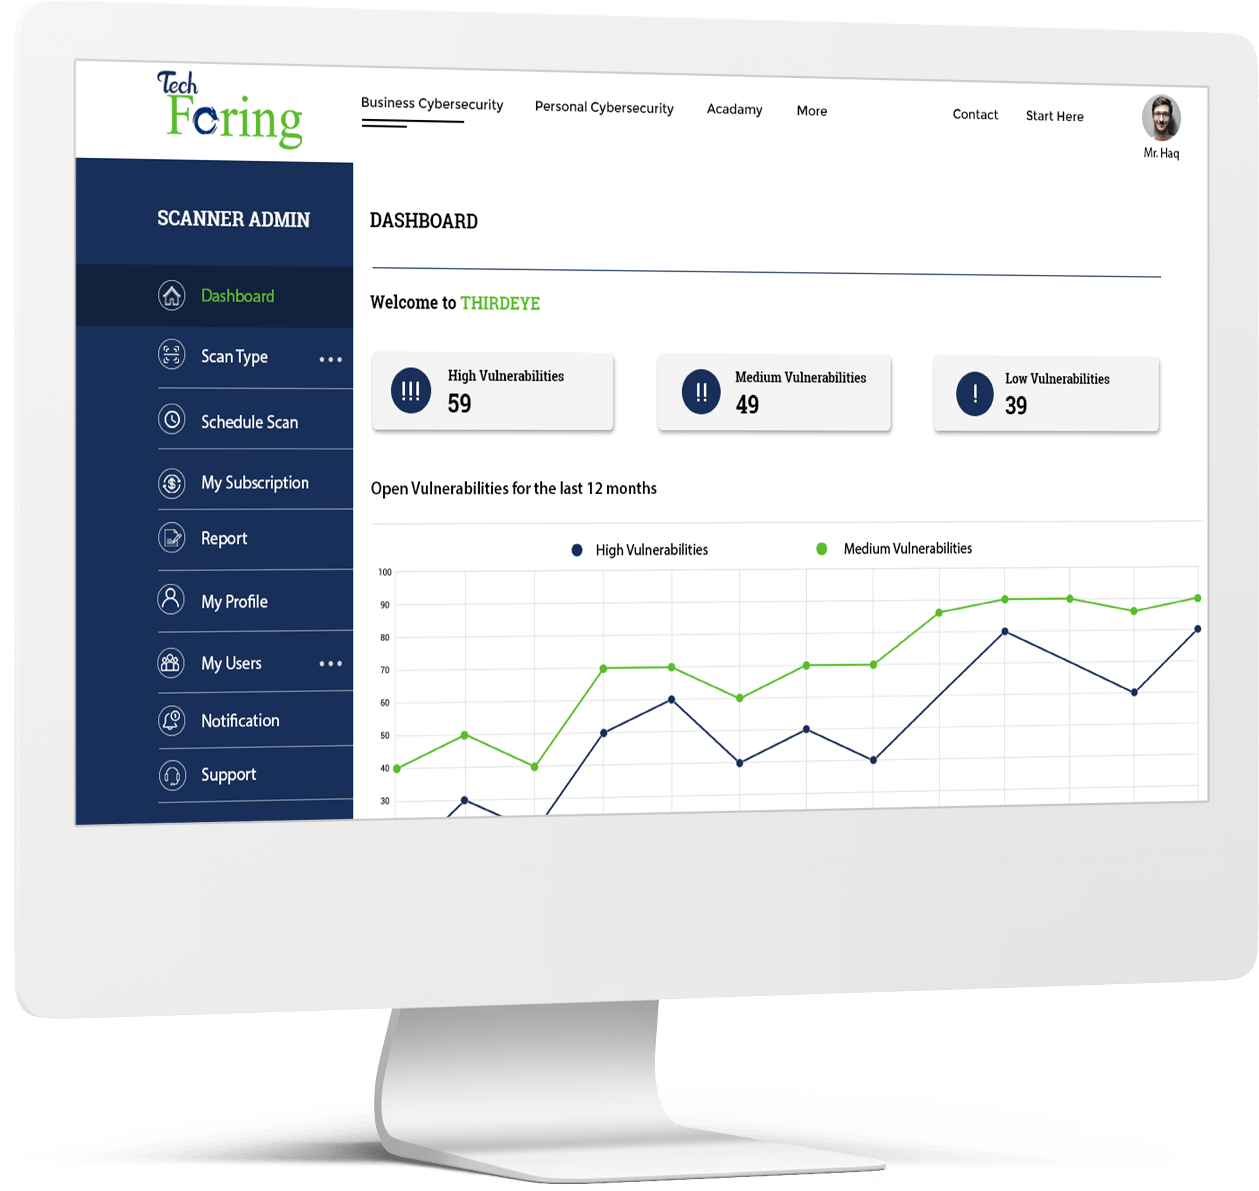 Tech
Foring
Business Cybersecurity
Personal Cybersecurity
Acadamy
More
Contact
Start Here
Mr. Haq
SCANNER ADMIN
Dashboard
Scan Type
Schedule Scan
My Subscription
Report
My Profile
My Users
Notification
Support
DASHBOARD
Welcome to THIRDEYE
!!!
High Vulnerabilities
59
!!
Medium Vulnerabilities
49
!
Low Vulnerabilities
39
Open Vulnerabilities for the last 12 months
High Vulnerabilities
Medium Vulnerabilities
100
90
80
70
60
50
40
30